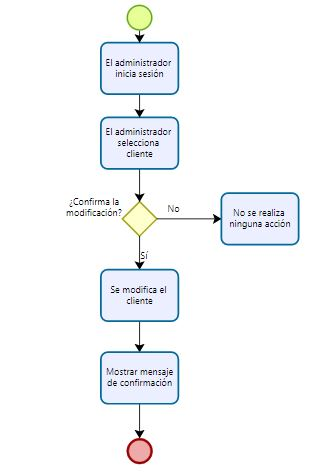 El administrador
inicia sesión
El administrador
selecciona
cliente
¿Confirma la
modificación?
No
No se realiza
ninguna acción
Sí
Se modifica el
cliente
Mostrar mensaje
de confirmación